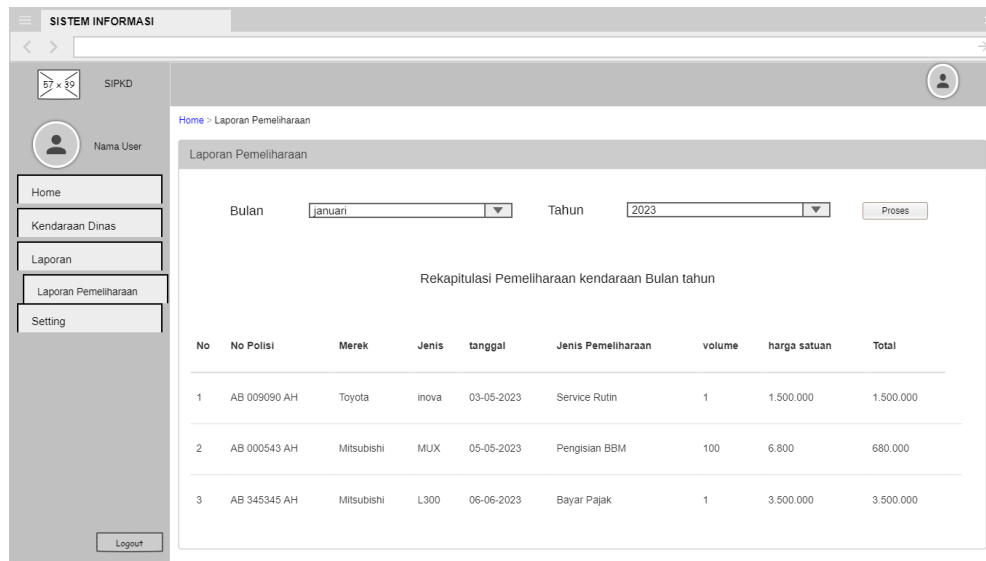 SISTEM INFORMASI
57 x 39 SIPKD
Home > Laporan Pemeliharaan
Nama User
Laporan Pemeliharaan
Home
Kendaraan Dinas
Laporan
Laporan Pemeliharaan
Setting
Bulan januari Tahun 2023 Proses
Rekapitulasi Pemeliharaan kendaraan Bulan tahun
No No Polisi Merek Jenis tanggal Jenis Pemeliharaan volume harga satuan Total
1 AB 009090 AH Toyota inova 03-05-2023 Service Rutin 1 1.500.000 1.500.000
2 AB 000543 AH Mitsubishi MUX 05-05-2023 Pengisian BBM 100 6.800 680.000
3 AB 345345 AH Mitsubishi L300 06-06-2023 Bayar Pajak 1 3.500.000 3.500.000
Logout